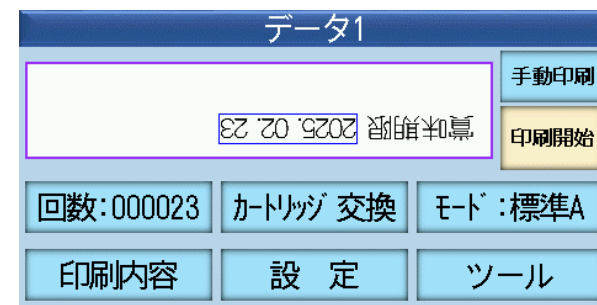 データ1
手動印刷
賞味期限 2025. 02. 23
印刷開始
回数:000023
カートリッジ 交換
モード:標準A
印刷内容
設 定
ツール